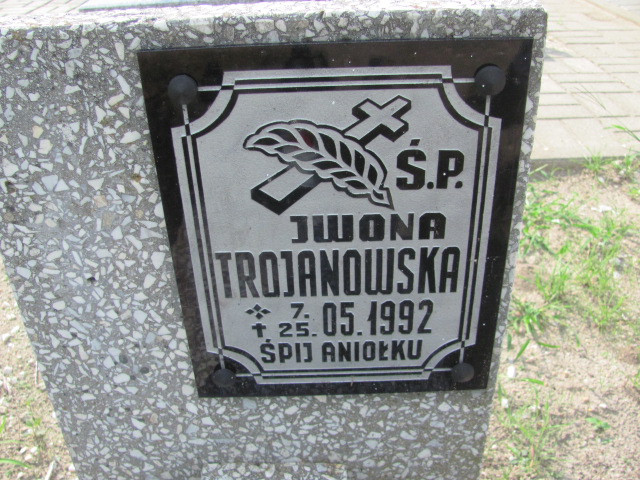 Ś.P.
JWONA
TROJANOWSKA
7.
25. 05.1992
ŚPIJ ANIOŁKU